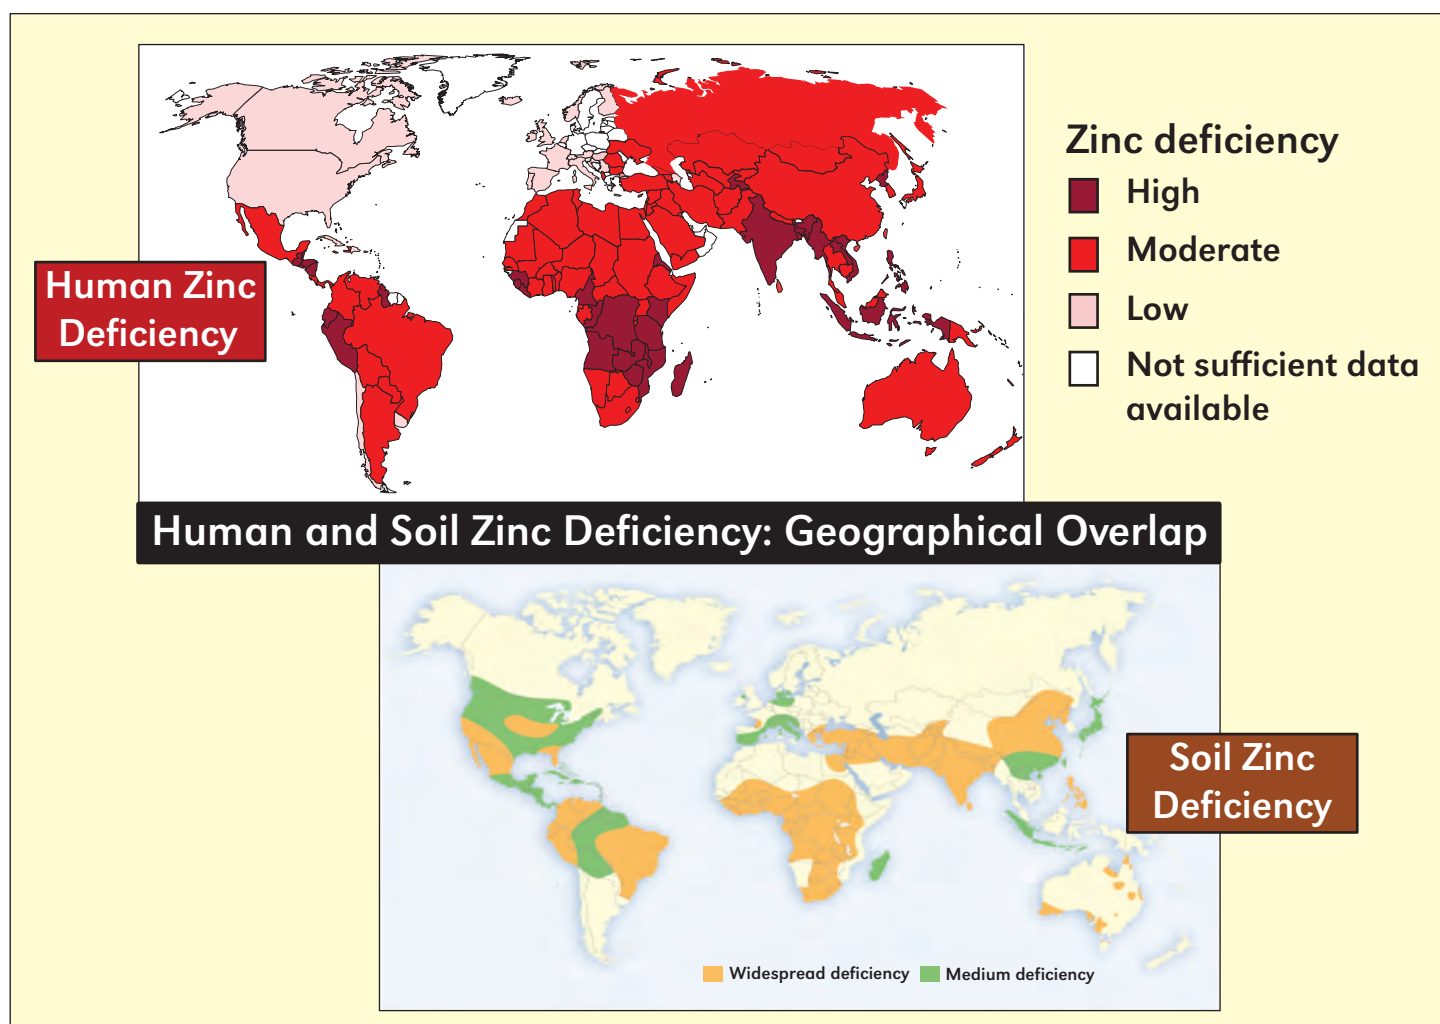 Zinc deficiency
High
Moderate
Low
Not sufficient data
available
Human Zinc
Deficiency
Human and Soil Zinc Deficiency: Geographical Overlap
Soil Zinc
Deficiency
Widespread deficiency
Medium deficiency